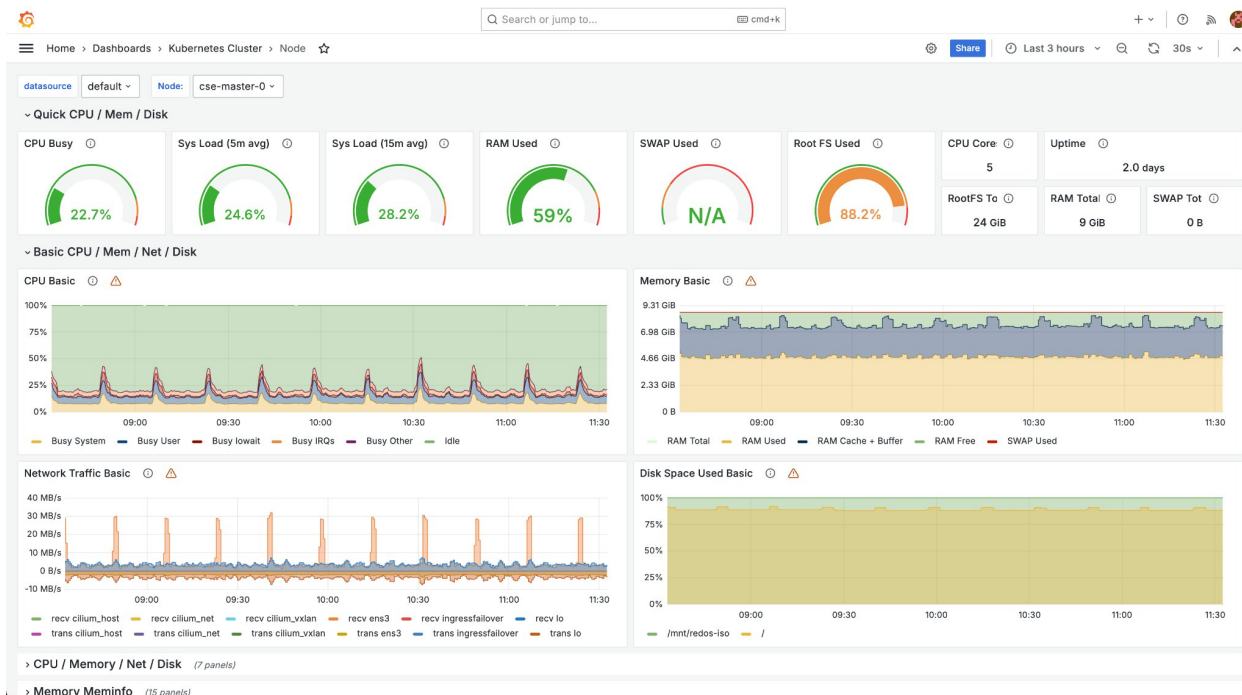 Search or jump to...
cmd+k
Home › Dashboards › Kubernetes Cluster › Node
Share
Last 3 hours
30s
datasource
default
Node:
cse-master-0
Quick CPU / Mem / Disk
CPU Busy
22.7%
Sys Load (5m avg)
24.6%
Sys Load (15m avg)
28.2%
RAM Used
59%
SWAP Used
N/A
Root FS Used
88.2%
CPU Core
5
Uptime
2.0 days
RootFS To
24 GiB
RAM Total
9 GiB
SWAP Tot
0 B
Basic CPU / Mem / Net / Disk
CPU Basic
100%
75%
50%
25%
0%
09:00 09:30 10:00 10:30 11:00 11:30
Busy System Busy User Busy Iowait Busy IRQs Busy Other Idle
Memory Basic
9.31 GiB
6.98 GiB
4.66 GiB
2.33 GiB
0 B
09:00 09:30 10:00 10:30 11:00 11:30
RAM Total RAM Used RAM Cache + Buffer RAM Free SWAP Used
Network Traffic Basic
40 MB/s
30 MB/s
20 MB/s
10 MB/s
0 B/s
-10 MB/s
09:00 09:30 10:00 10:30 11:00 11:30
recv cilium_host recv cilium_net recv cilium_vxlan recv ens3 recv ingressfailover recv lo
trans cilium_host trans cilium_net trans cilium_vxlan trans ens3 trans ingressfailover trans lo
Disk Space Used Basic
100%
75%
50%
25%
0%
09:00 09:30 10:00 10:30 11:00 11:30
/mnt/redos-iso /
CPU / Memory / Net / Disk (7 panels)
Memory Meminfo (15 panels)